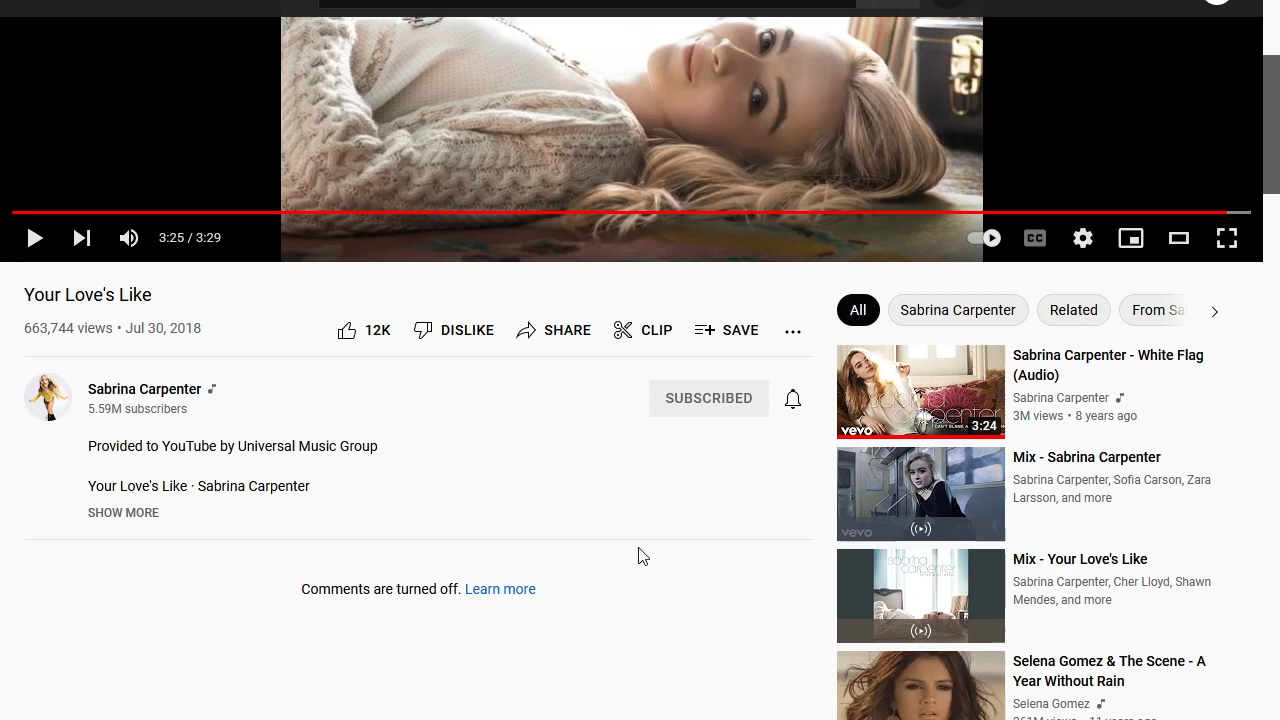 3:25 / 3:29
CC
Your Love's Like
663,744 views • Jul 30, 2018
12K
DISLIKE
SHARE
CLIP
SAVE
Sabrina Carpenter
5.59M subscribers
SUBSCRIBED
Provided to YouTube by Universal Music Group
Your Love's Like · Sabrina Carpenter
SHOW MORE
Comments are turned off. Learn more
All
Sabrina Carpenter
Related
From Sa
Sabrina Carpenter - White Flag
(Audio)
Sabrina Carpenter
3M views • 8 years ago
vevo
sabrina
carpenter
3:24
Mix - Sabrina Carpenter
Sabrina Carpenter, Sofia Carson, Zara
Larsson, and more
vevo
Mix - Your Love's Like
Sabrina Carpenter, Cher Lloyd, Shawn
Mendes, and more
sabrina
carpenter
Selena Gomez & The Scene - A
Year Without Rain
Selena Gomez